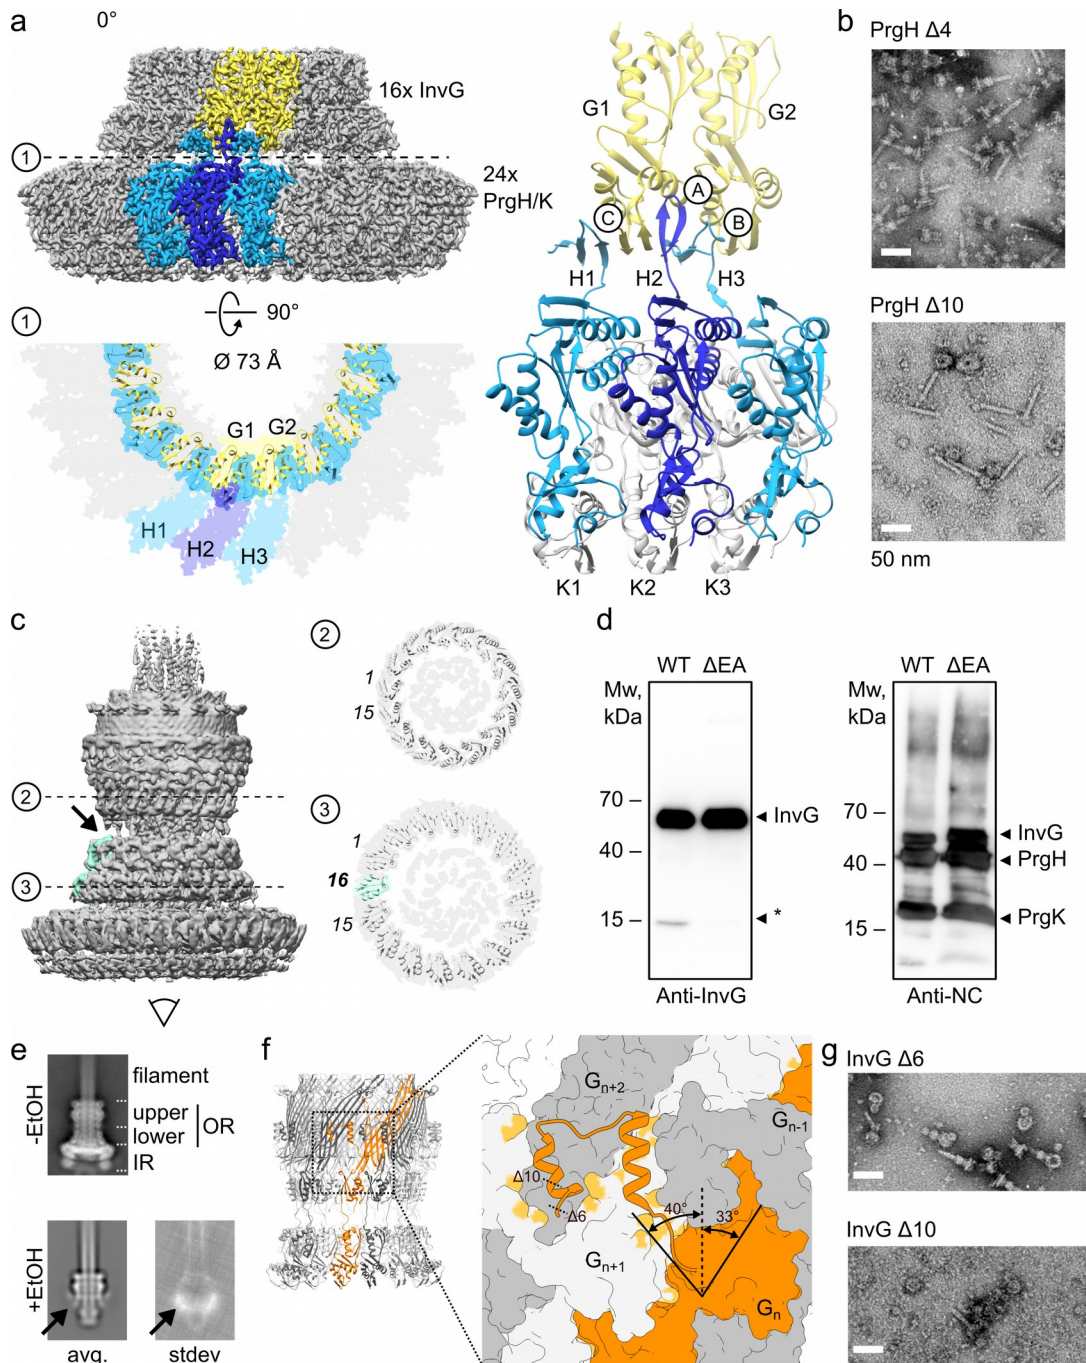 a
0°
16x InvG
1
24x
PrgH/K
90°
1
Ø 73 Å
G1 G2
H1
H2
H3
G1
G2
A
B
C
H1 H2 H3
K1 K2 K3
b
PrgH Δ4
PrgH Δ10
50 nm
c
2
3
2
1
15
3
1
16
15
d
WT ΔEA
Mw,
kDa
70
InvG
40
15
*
Anti-InvG
WT ΔEA
Mw,
kDa
70
InvG
40
PrgH
PrgK
15
Anti-NC
e
-EtOH
filament
upper
lower
OR
IR
+EtOH
avg. stdev
f
Gn+2
Gn-1
Δ10
Δ6
40°
33°
Gn+1
Gn
g
InvG Δ6
InvG Δ10